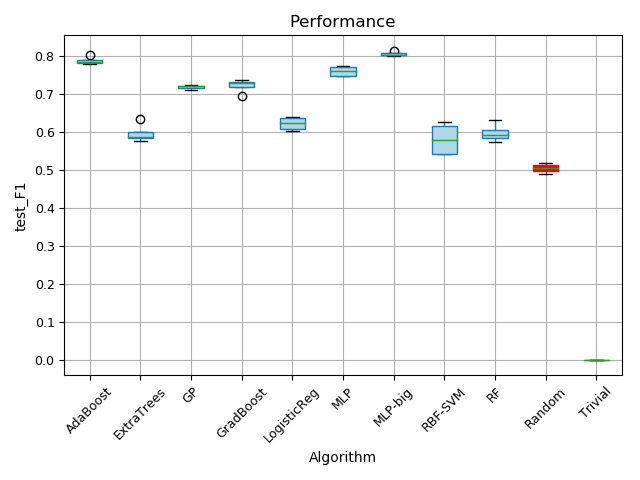 Performance
test_F1
0.8
0.7
0.6
0.5
0.4
0.3
0.2
0.1
0.0
AdaBoost
ExtraTrees
GP
GradBoost
LogisticReg
MLP
MLP-big
RBF-SVM
RF
Random
Trivial
Algorithm